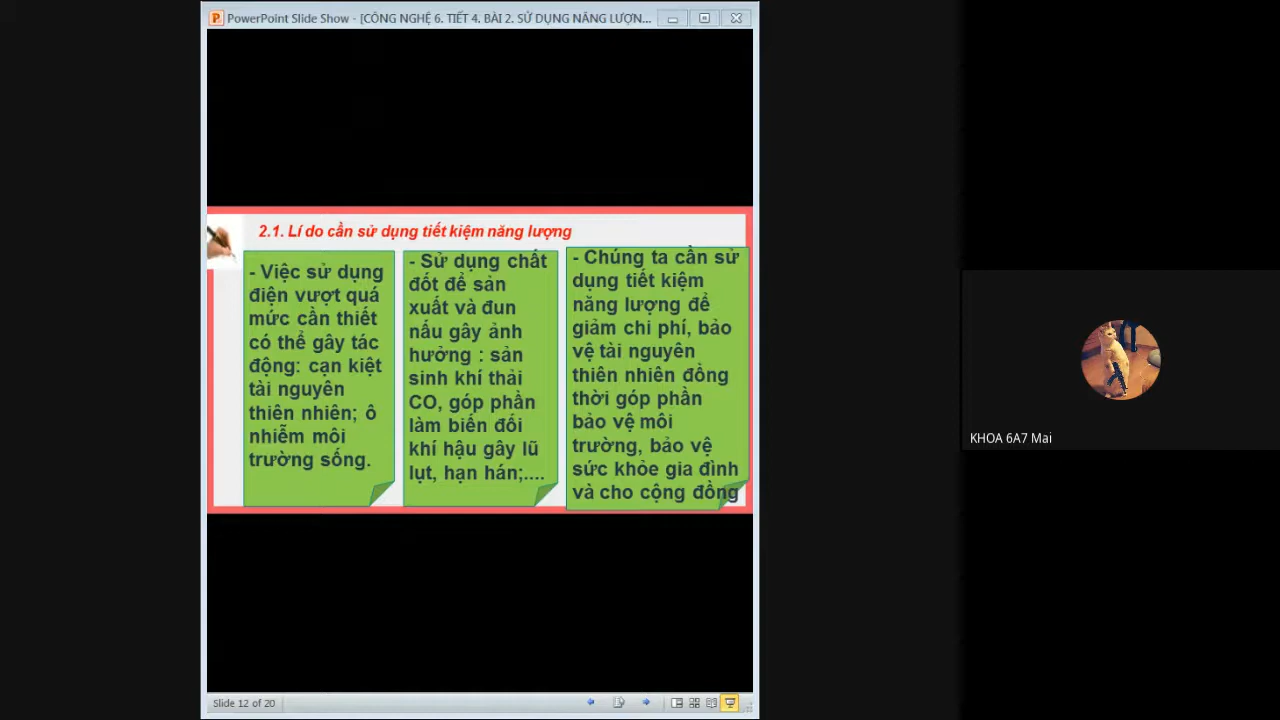 PowerPoint Slide Show - [CÔNG NGHỆ 6. TIẾT 4. BÀI 2. SỬ DỤNG NĂNG LƯỢN...
2.1. Lí do cần sử dụng tiết kiệm năng lượng
- Việc sử dụng
điện vượt quá
mức cần thiết
có thể gây tác
động: cạn kiệt
tài nguyên
thiên nhiên; ô
nhiễm môi
trường sống.
- Sử dụng chất
đốt để sản
xuất và đun
nấu gây ảnh
hưởng : sản
sinh khí thải
CO, góp phần
làm biến đối
khí hậu gây lũ
lụt, hạn hán;....
- Chúng ta cần sử
dụng tiết kiệm
năng lượng để
giảm chi phí, bảo
vệ tài nguyên
thiên nhiên đồng
thời góp phần
bảo vệ môi
trường, bảo vệ
sức khỏe gia đình
và cho cộng đồng
KHOA 6A7 Mai
Slide 12 of 20